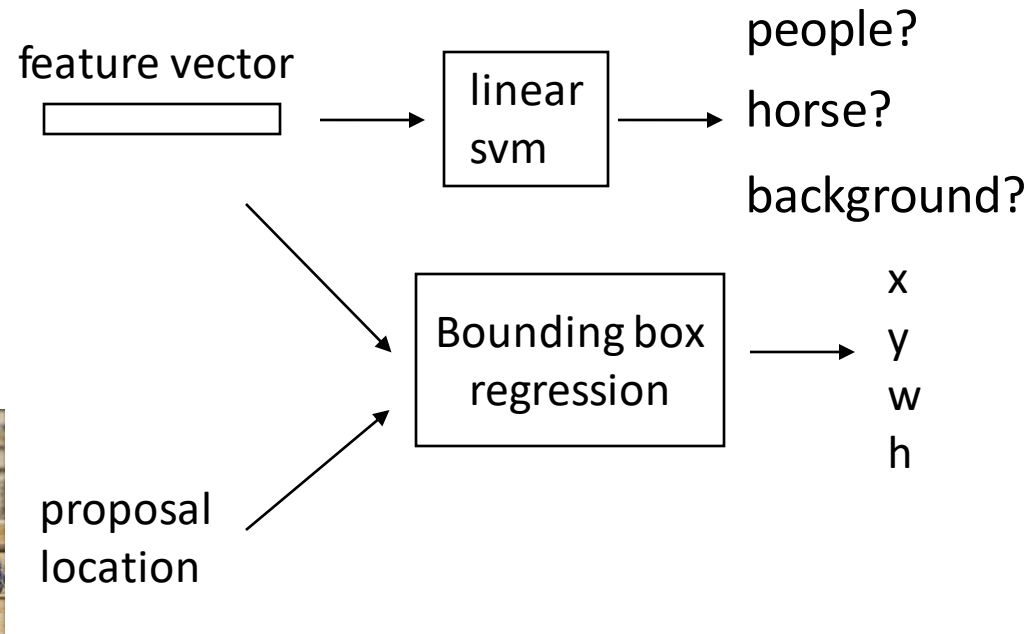 people?
feature vector
linear
svm
horse?
background?
Bounding box
regression
x
y
w
h
proposal
location